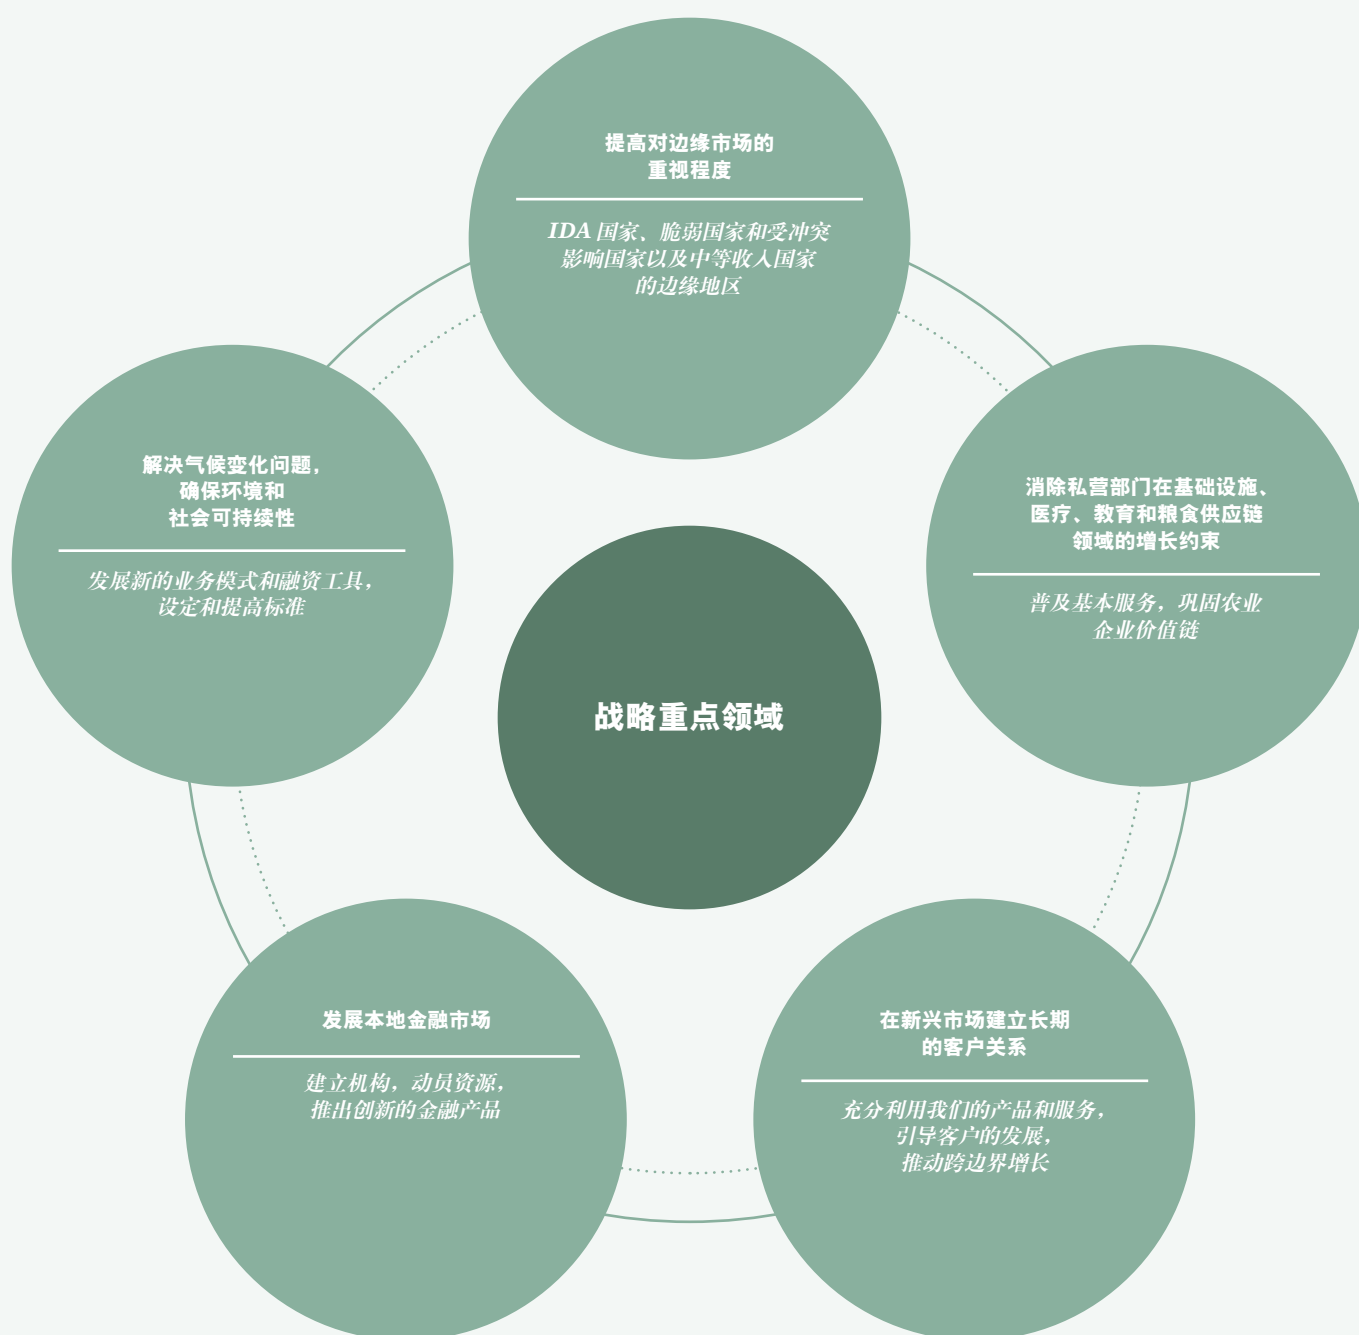 提高对边缘市场的
重视程度
IDA 国家、脆弱国家和受冲突
影响国家以及中等收入国家
的边缘地区
解决气候变化问题，
确保环境和
社会可持续性
发展新的业务模式和融资工具，
设定和提高标准
消除私营部门在基础设施、
医疗、教育和粮食供应链
领域的增长约束
普及基本服务，巩固农业
企业价值链
战略重点领域
发展本地金融市场
建立机构，动员资源，
推出创新的金融产品
在新兴市场建立长期
的客户关系
充分利用我们的产品和服务，
引导客户的发展，
推动跨边界增长